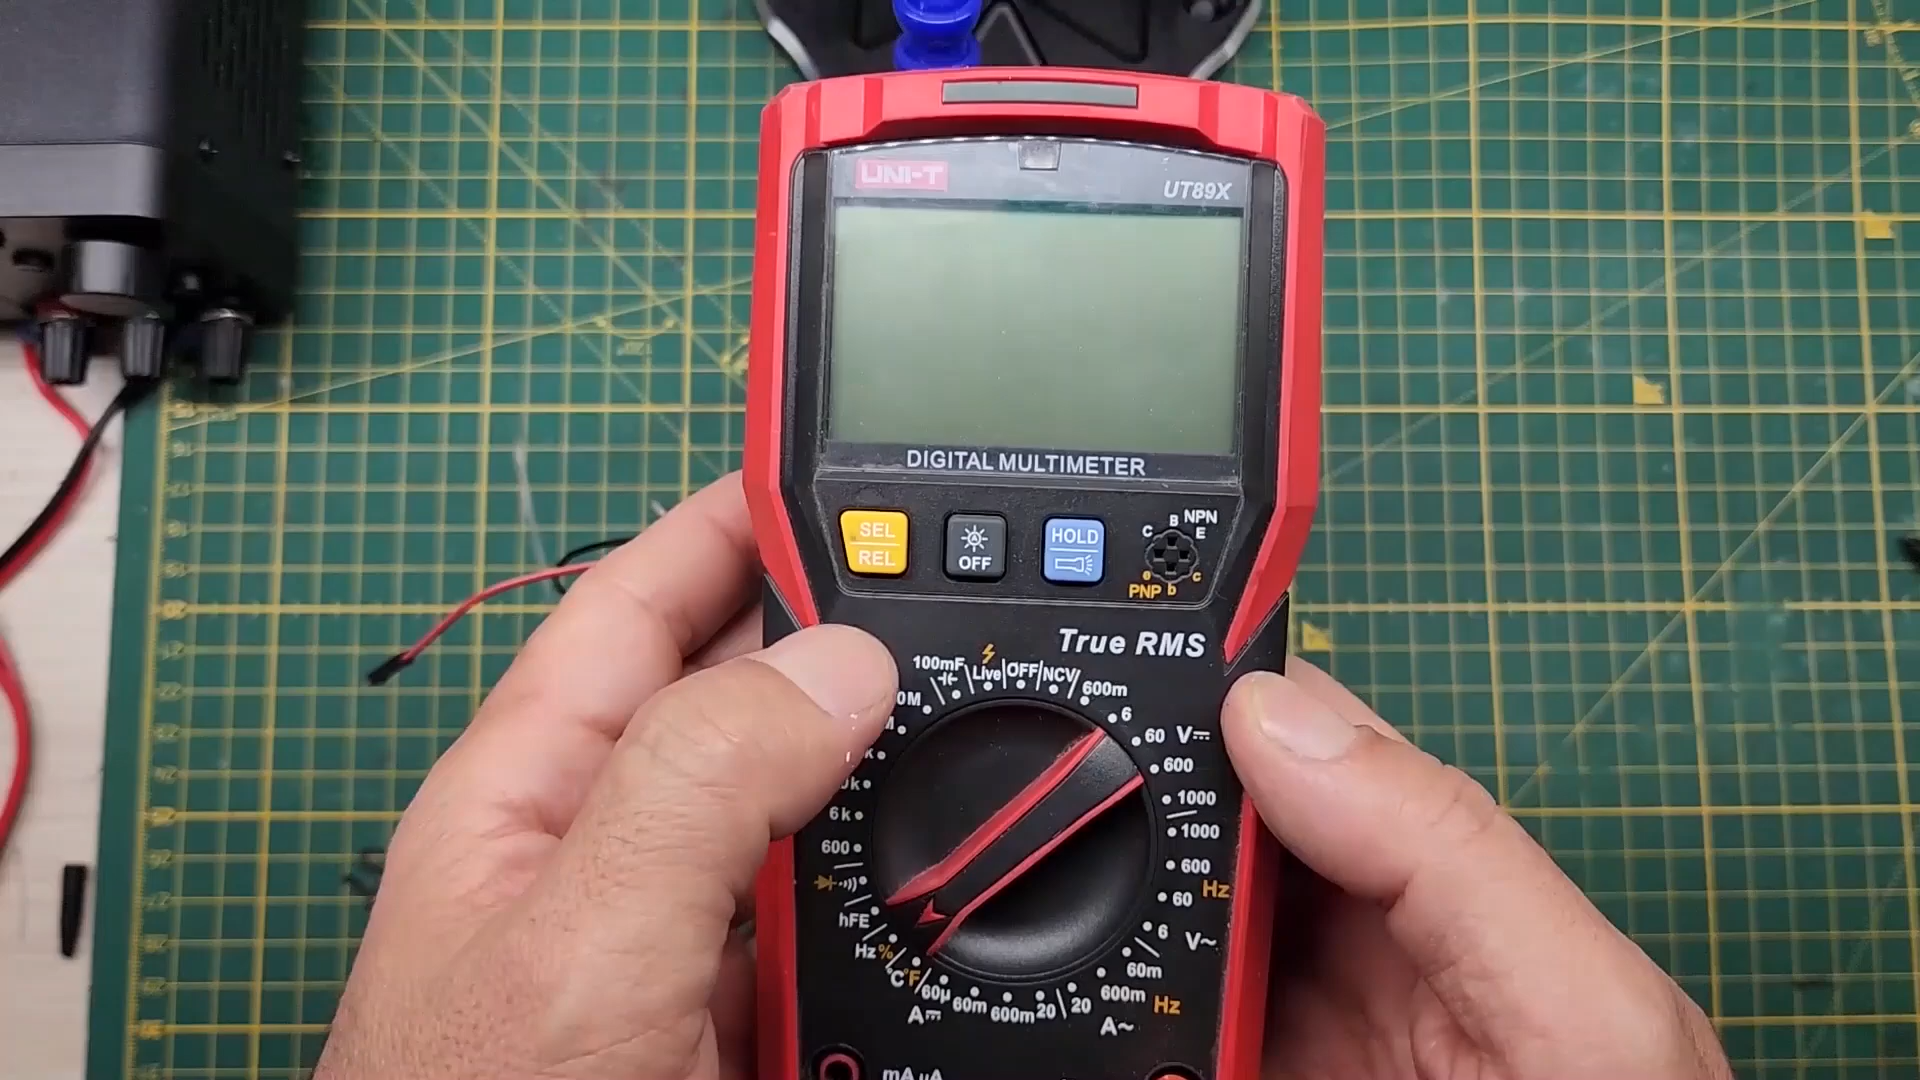 UNI-T
UT89X
DIGITAL MULTIMETER
SEL
REL
OFF
HOLD
NPN
C B E
e b c
PNP
True RMS
100mF
Live
OFF
NCV
600m
6
60
V
600
1000
1000
600
Hz
60
6
V~
60m
600m
Hz
A~
20
20
600m
60m
60µ
A
°C °F
Hz %
hFE
600
6k
mA µA